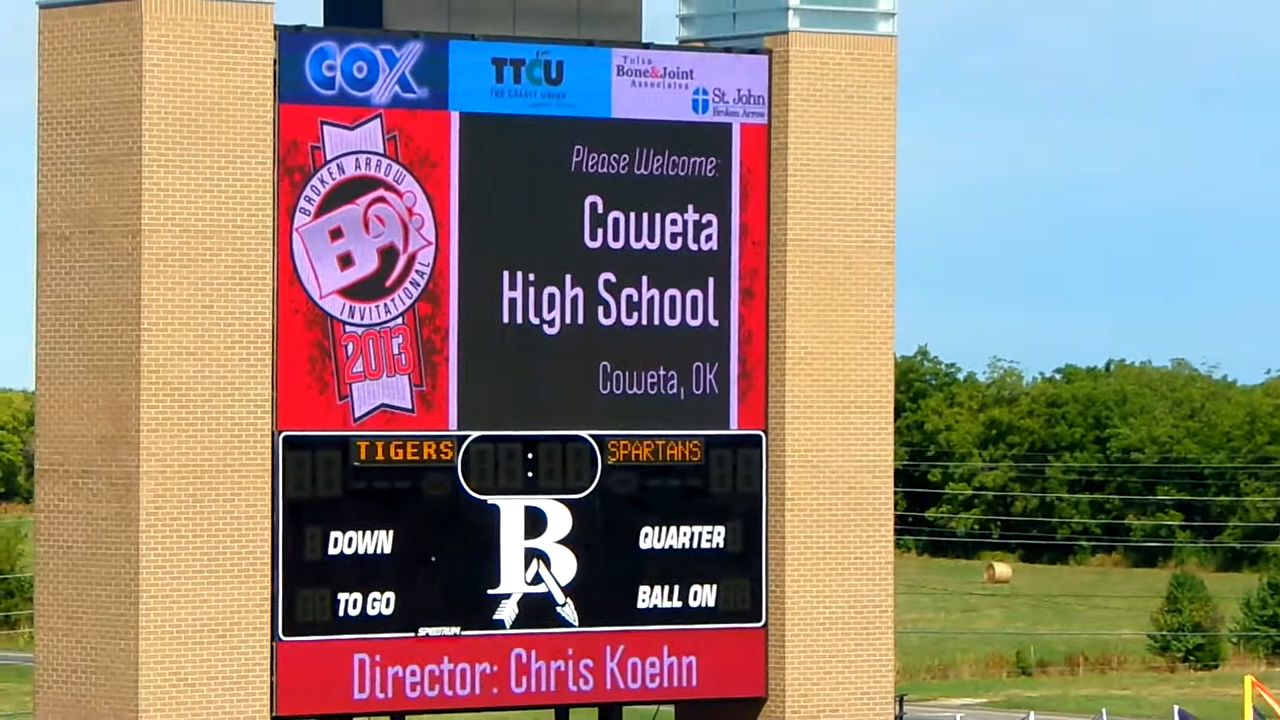 COX
TTCU
THE CREDIT UNION
Tulsa
Bone&Joint
Associates
St. John
Broken Arrow
BROKEN ARROW
BA
INVITATIONAL
2013
Please Welcome:
Coweta
High School
Coweta, OK
TIGERS
:
SPARTANS
B
DOWN
QUARTER
TO GO
BALL ON
SPECTRUM
Director: Chris Koehn